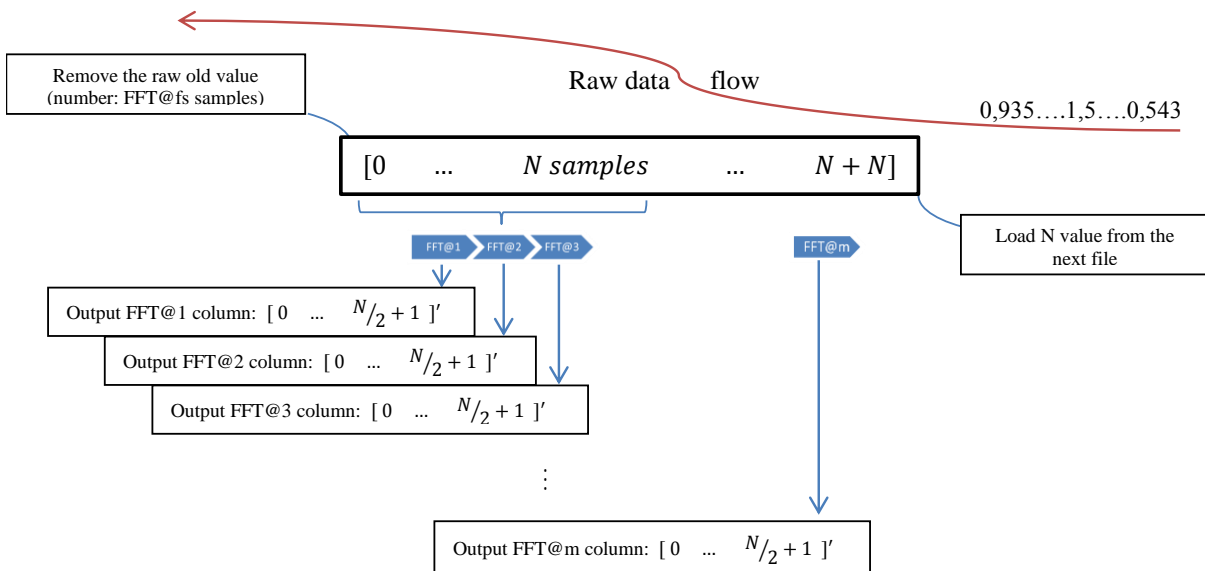 Remove the raw old value
(number: FFT@fs samples)
Raw data flow
0,935….1,5….0,543
[0 … N samples … N + N]
Load N value from the
next file
FFT@1 FFT@2 FFT@3 FFT@m
Output FFT@1 column: [ 0 … N/2 + 1 ]′
Output FFT@2 column: [ 0 … N/2 + 1 ]′
Output FFT@3 column: [ 0 … N/2 + 1 ]′
⋮
Output FFT@m column: [ 0 … N/2 + 1 ]′